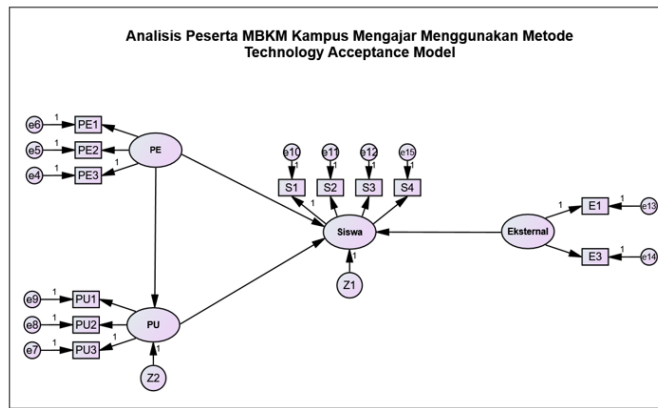 Analisis Peserta MBKM Kampus Mengajar Menggunakan Metode
Technology Acceptance Model
e6 1 PE1
e5 1 PE2
e4 1 PE3 1
PE
e10 e11 e12 e15
1 1 1 1
S1 S2 S3 S4
1
Siswa
1
Z1
Eksternal
1 E1 1 e13
E3 1 e14
e9 1 PU1
e8 1 PU2
e7 1 PU3 1
PU
1
Z2